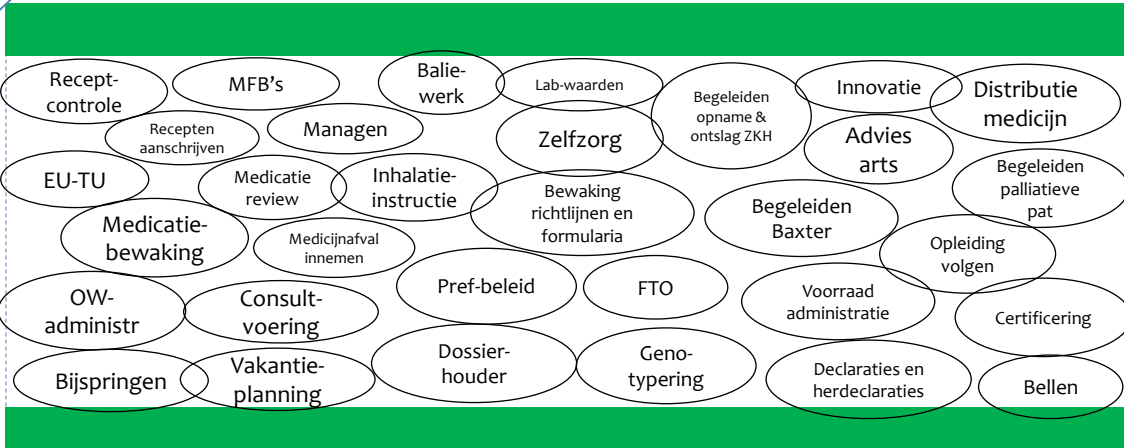 Recept-
controle
MFB's
Balie-
werk
Lab-waarden
Begeleiden
opname &
ontslag ZKH
Innovatie
Distributie
medicijn
Recepten
aanschrijven
Managen
Zelfzorg
Advies
arts
EU-TU
Medicatie
review
Inhalatie-
instructie
Bewaking
richtlijnen en
formularia
Begeleiden
Baxter
Begeleiden
palliatieve
pat
Medicatie-
bewaking
Medicijnafval
innemen
Opleiding
volgen
OW-
administr
Consult-
voering
Pref-beleid
FTO
Voorraad
administratie
Certificering
Bijspringen
Vakantie-
planning
Dossier-
houder
Geno-
typering
Declaraties en
herdeclaraties
Bellen